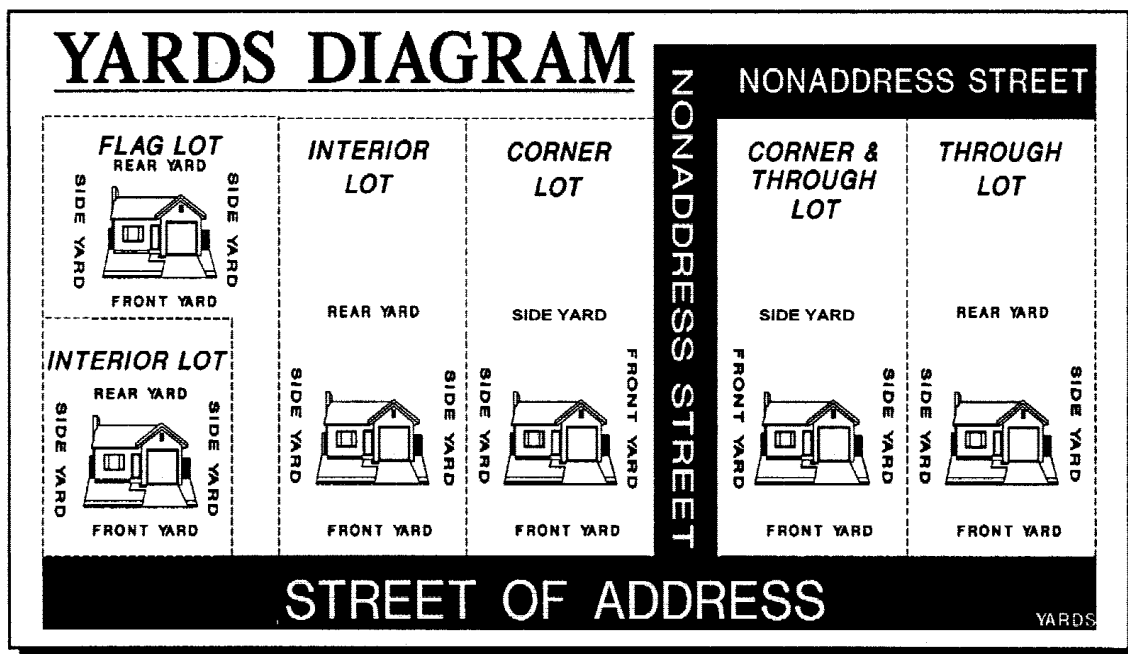 YARDS DIAGRAM
NONADDRESS STREET
NONADDRESS STREET
FLAG LOT
REAR YARD
SIDE YARD
SIDE YARD
FRONT YARD
INTERIOR LOT
REAR YARD
SIDE YARD
SIDE YARD
FRONT YARD
INTERIOR
LOT
REAR YARD
SIDE YARD
SIDE YARD
FRONT YARD
CORNER
LOT
SIDE YARD
SIDE YARD
FRONT YARD
FRONT YARD
CORNER &
THROUGH
LOT
SIDE YARD
FRONT YARD
SIDE YARD
FRONT YARD
THROUGH
LOT
REAR YARD
SIDE YARD
SIDE YARD
FRONT YARD
STREET OF ADDRESS
YARDS